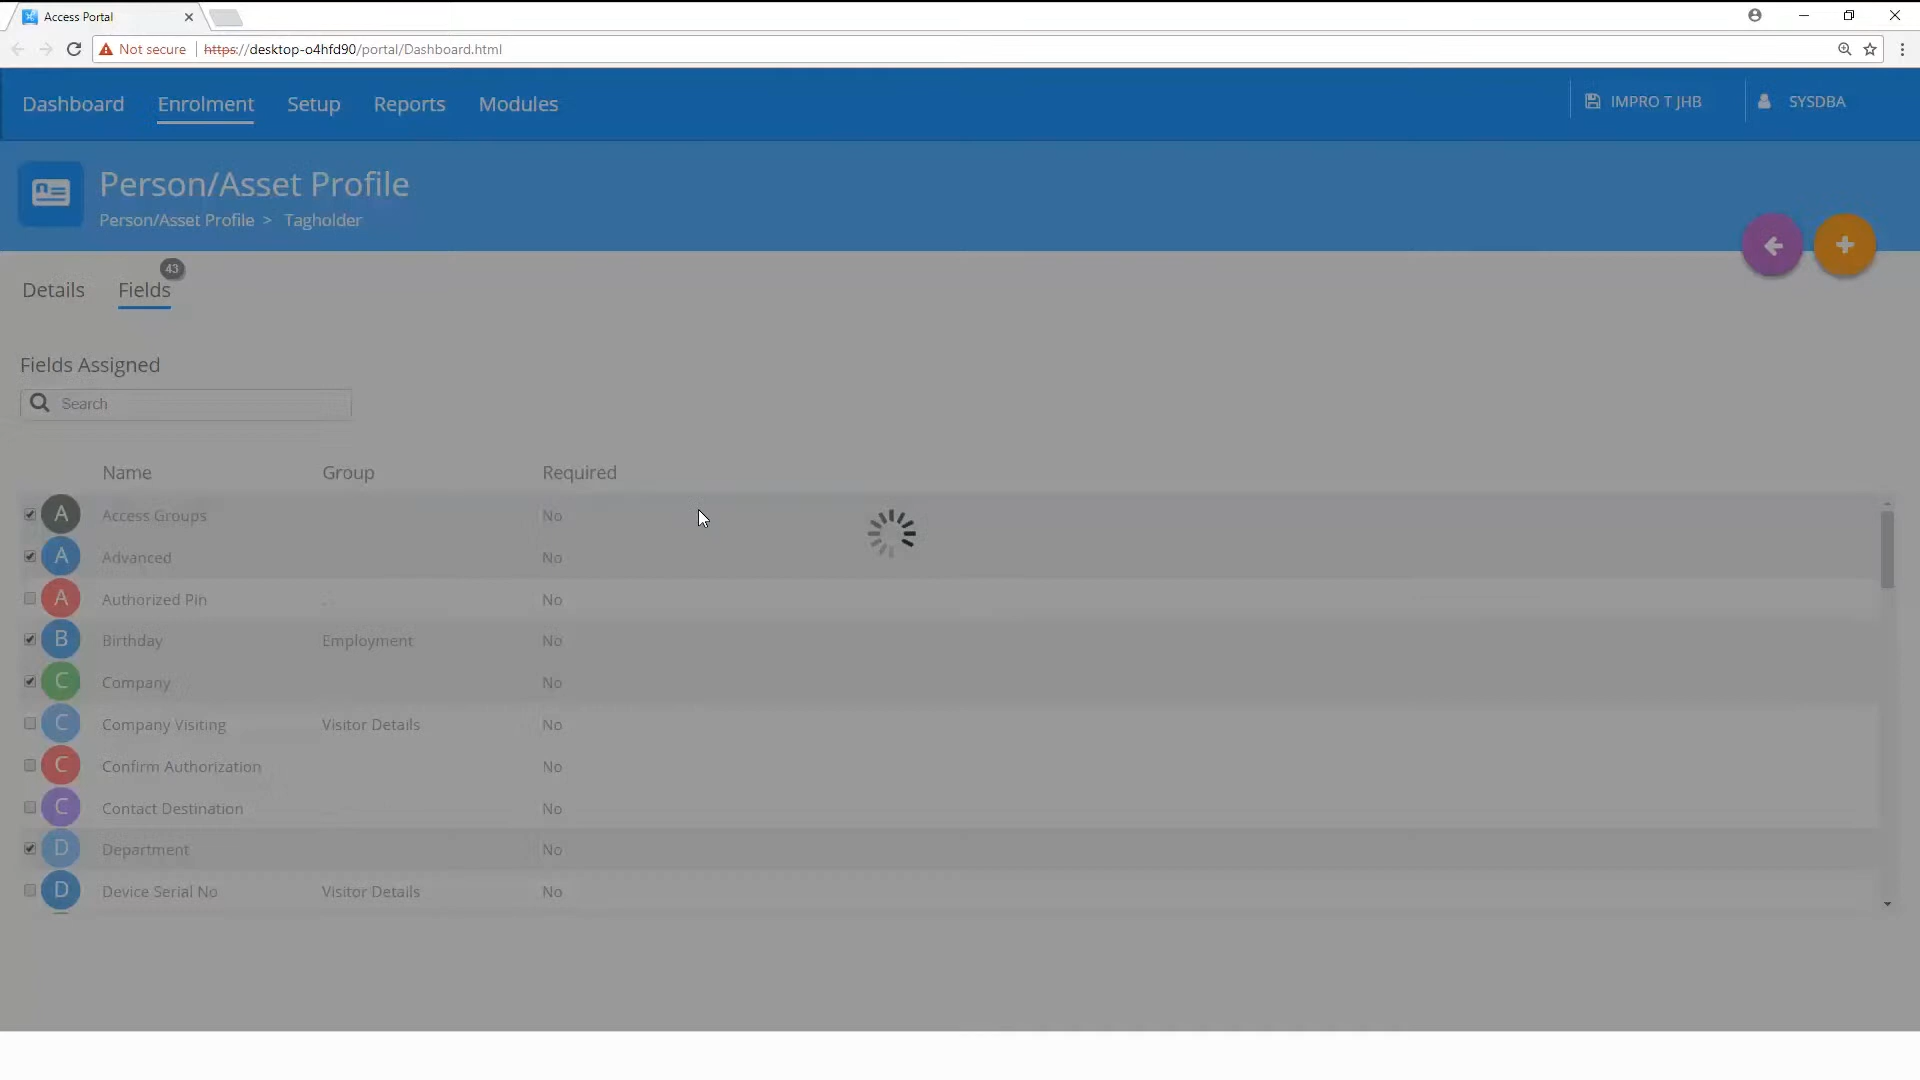 Access Portal
Not secure https://desktop-o4hfd90/portal/Dashboard.html
Dashboard Enrolment Setup Reports Modules IMPRO T JHB SYSDBA
Person/Asset Profile
Person/Asset Profile > Tagholder
Details Fields 43
Fields Assigned
Search
Name Group Required
A Access Groups No
A Advanced No
A Authorized Pin No
B Birthday Employment No
C Company No
C Company Visiting Visitor Details No
C Confirm Authorization No
C Contact Destination No
D Department No
D Device Serial No Visitor Details No